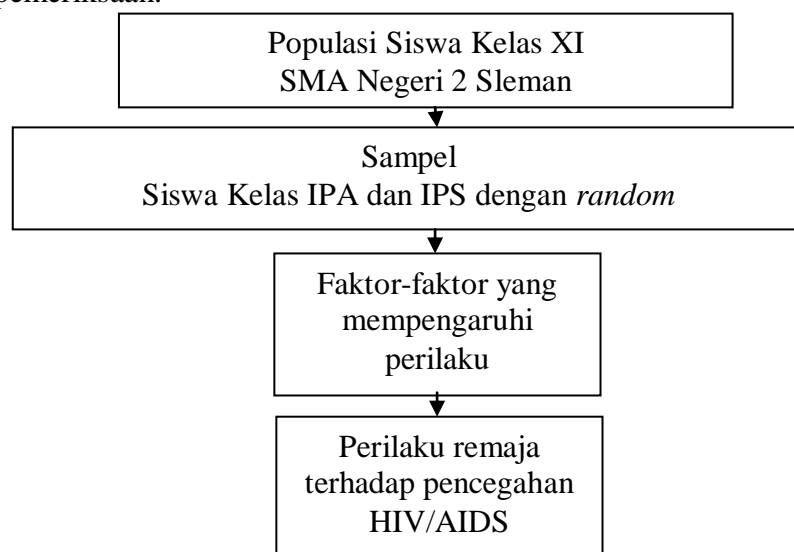 pemeriksaan.
Populasi Siswa Kelas XI
SMA Negeri 2 Sleman
Sampel
Siswa Kelas IPA dan IPS dengan random
Faktor-faktor yang
mempengaruhi
perilaku
Perilaku remaja
terhadap pencegahan
HIV/AIDS